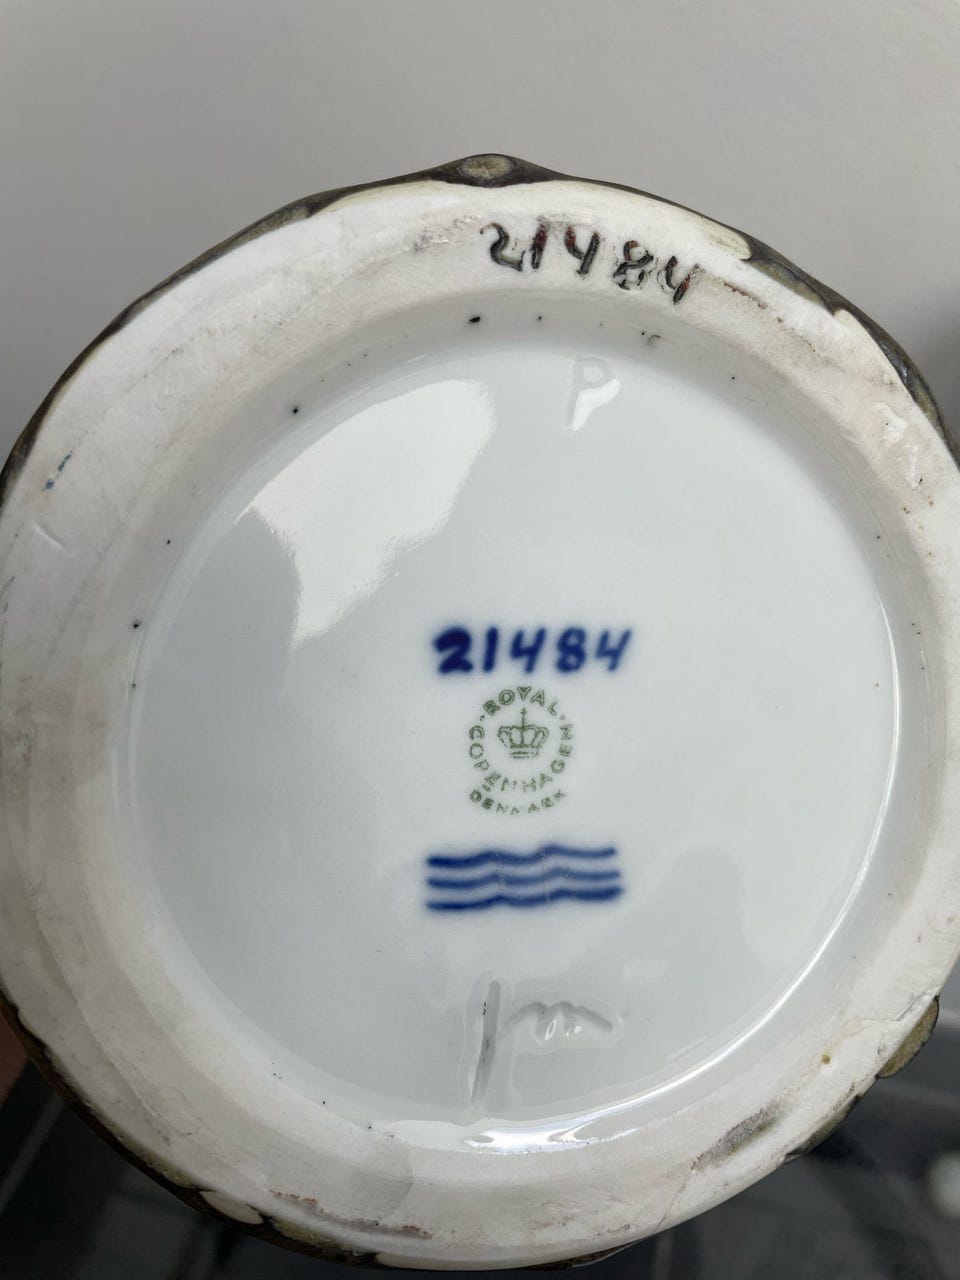 21484
P
21484
ROYAL
COPENHAGEN
DENMARK